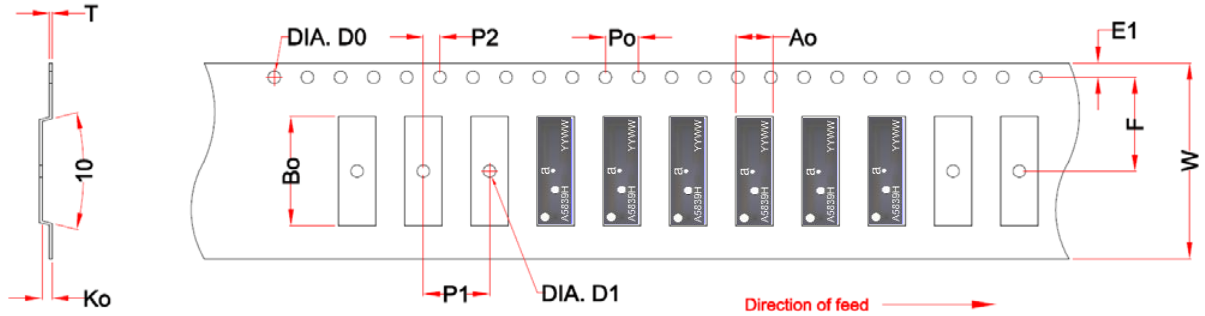 T
DIA. D0
P2
Po
Ao
E1
Bo
10
F
W
YYWW
a
A5839H
YYWW
a
A5839H
YYWW
a
A5839H
YYWW
a
A5839H
YYWW
a
A5839H
YYWW
a
A5839H
Ko
P1
DIA. D1
Direction of feed